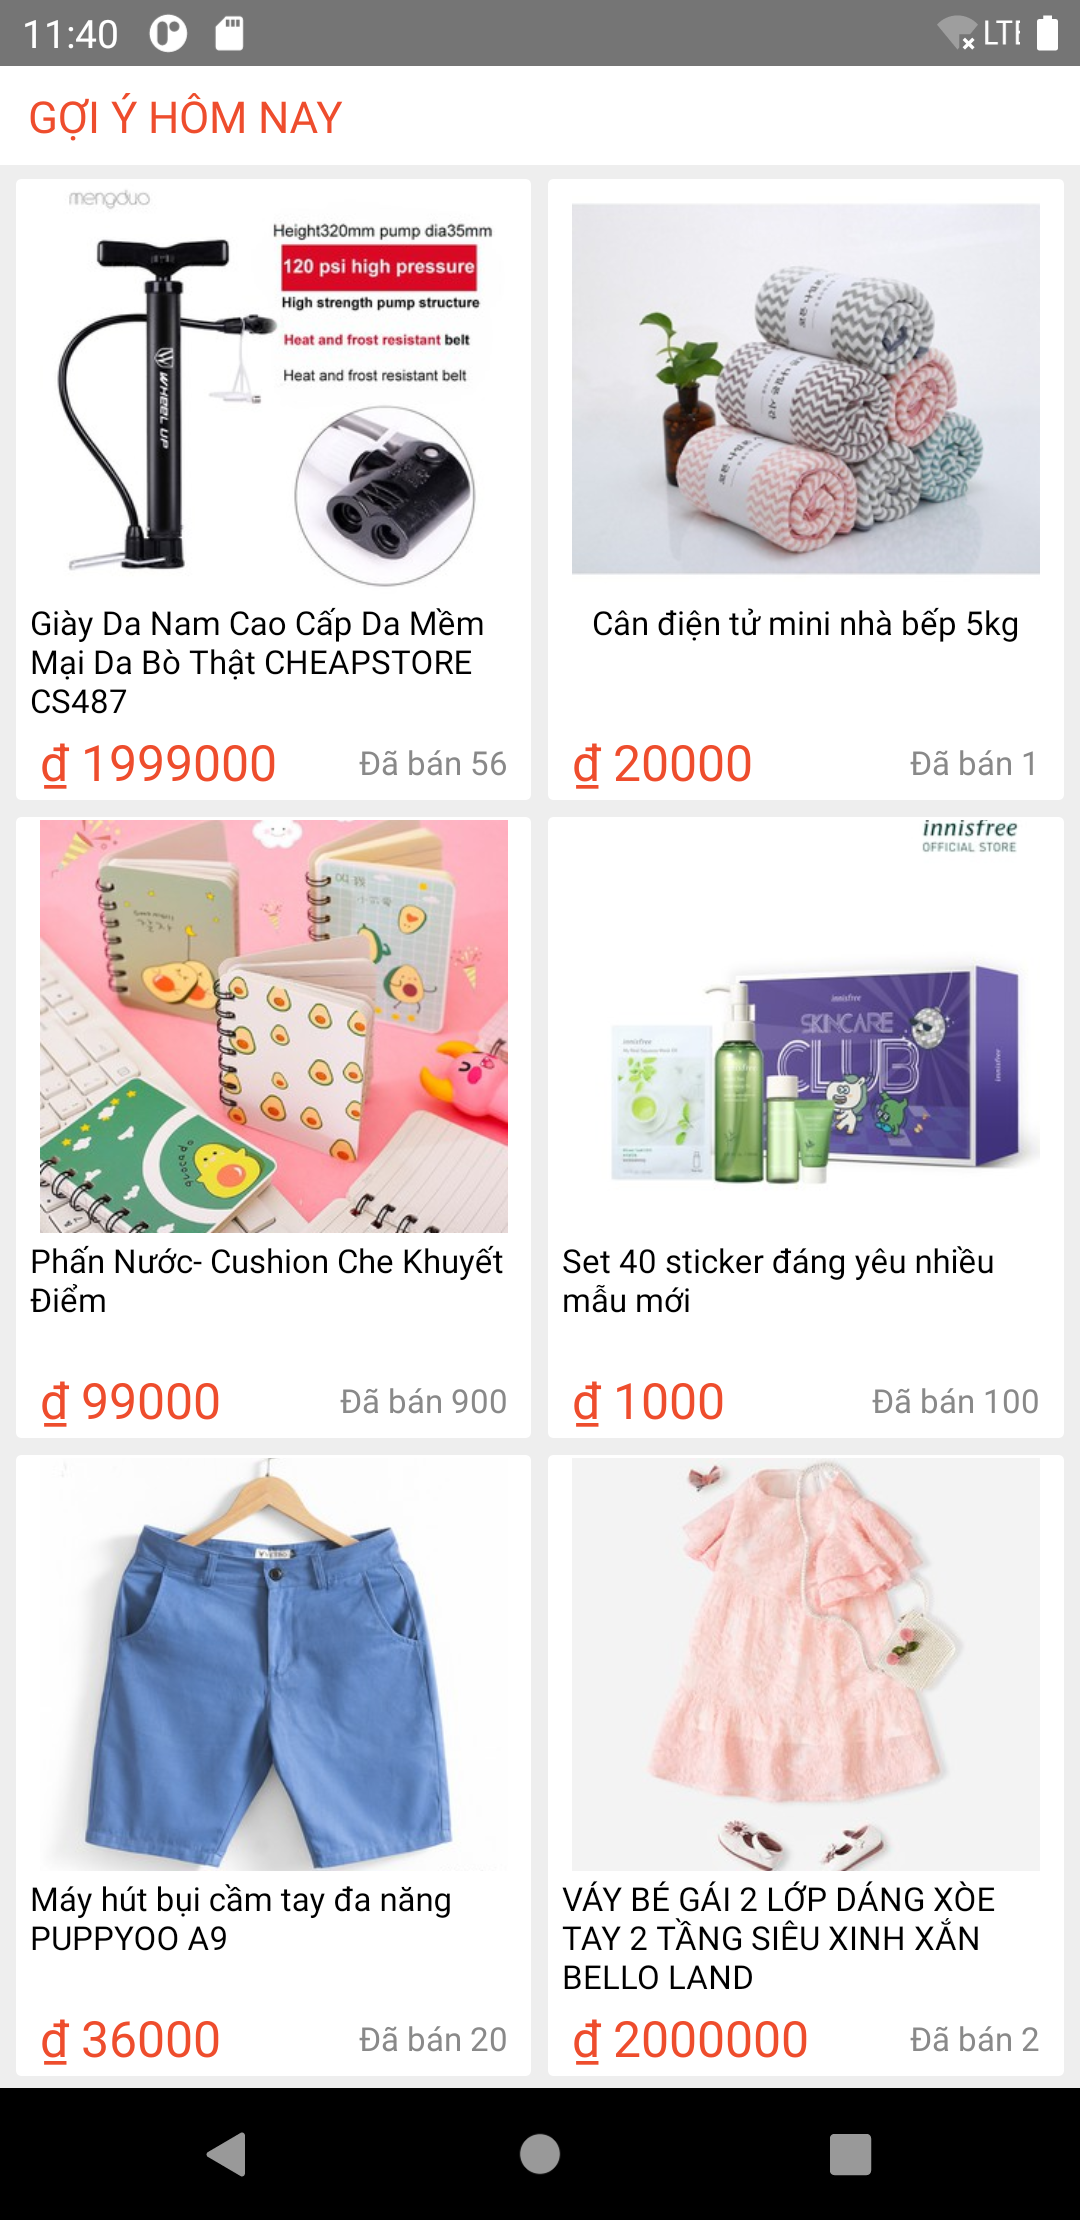 11:40
LTE
GỢI Ý HÔM NAY
mengduo
Height320mm pump dia35mm
120 psi high pressure
High strength pump structure
Heat and frost resistant belt
Heat and frost resistant belt
WHEEL UP
Giày Da Nam Cao Cấp Da Mềm
Mại Da Bò Thật CHEAPSTORE
CS487
₫ 1999000
Đã bán 56
Cân điện tử mini nhà bếp 5kg
₫ 20000
Đã bán 1
avocado
Phấn Nước- Cushion Che Khuyết
Điểm
₫ 99000
Đã bán 900
innisfree
OFFICIAL STORE
innisfree
SKINCARE
CLUB
innisfree
innisfree
Set 40 sticker đáng yêu nhiều
mẫu mới
₫ 1000
Đã bán 100
Máy hút bụi cầm tay đa năng
PUPPYOO A9
₫ 36000
Đã bán 20
VÁY BÉ GÁI 2 LỚP DÁNG XÒE
TAY 2 TẦNG SIÊU XINH XẮN
BELLO LAND
₫ 2000000
Đã bán 2